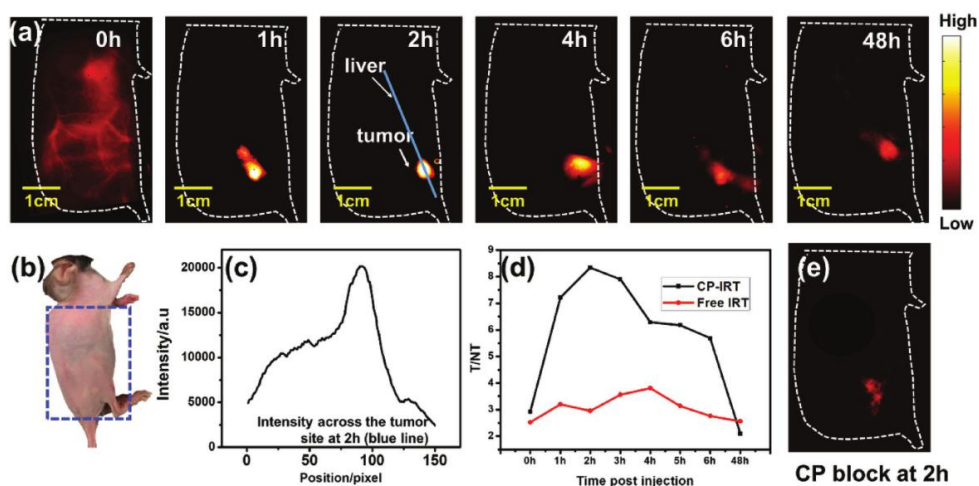 (a)
0h
1h
2h
4h
6h
48h
liver
tumor
1cm
1cm
1cm
1cm
1cm
1cm
High
Low
(b)
(c)
Intensity/a.u
20000
15000
10000
5000
0
Intensity across the tumor
site at 2h (blue line)
0
50
100
150
Position/pixel
(d)
T/NT
9
8
7
6
5
4
3
2
CP-IRT
Free IRT
0h
1h
2h
3h
4h
5h
6h
48h
Time post injection
(e)
CP block at 2h